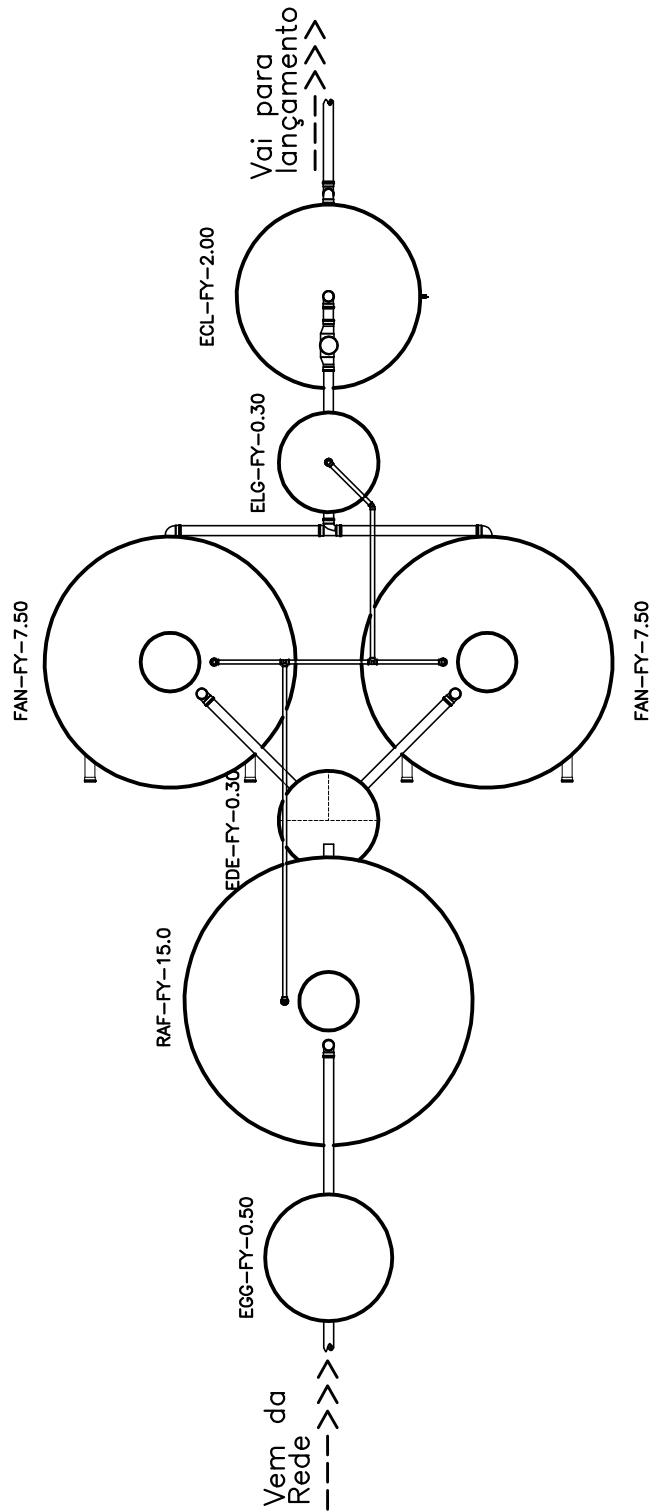 Vem da
Rede
EGG-FY-0.50
RAF-FY-15.0
EDE-FY-0.30
FAN-FY-7.50
FAN-FY-7.50
ELG-FY-0.30
ECL-FY-2.00
Vai para
lançamento